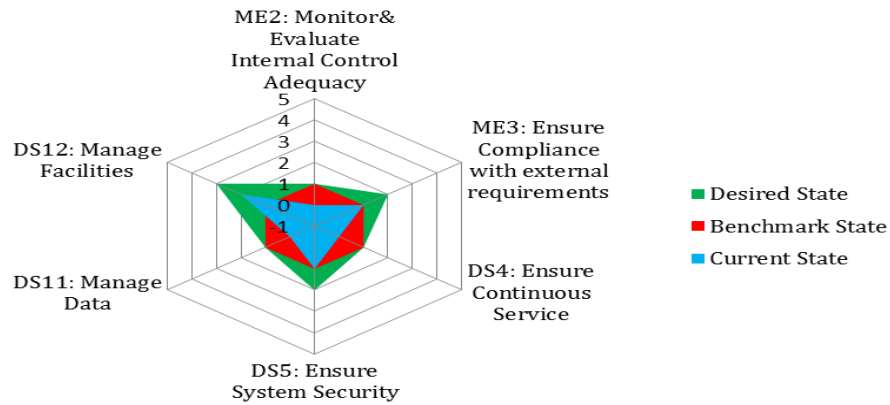 ME2: Monitor&
Evaluate
Internal Control
Adequacy
5
4
3
2
1
0
-1
ME3: Ensure
Compliance
with external
requirements
DS4: Ensure
Continuous
Service
DS5: Ensure
System Security
DS11: Manage
Data
DS12: Manage
Facilities
Desired State
Benchmark State
Current State